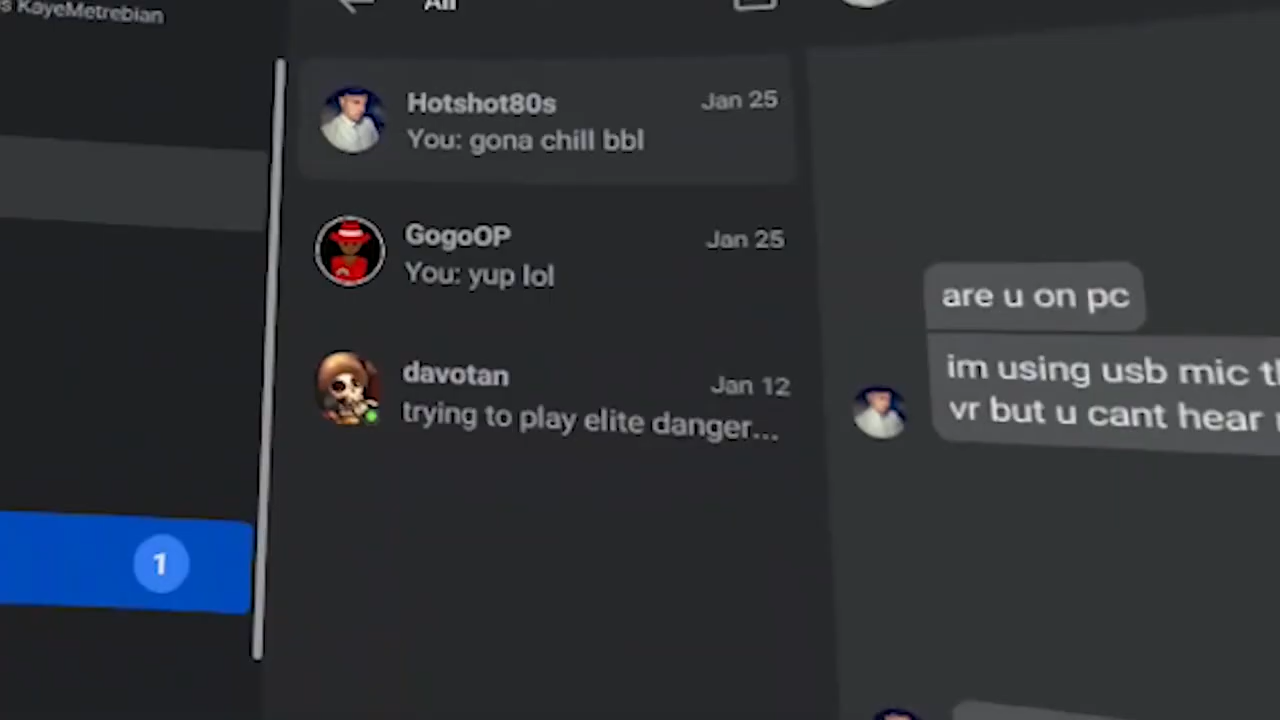 KayeMetrebian
All
Hotshot80s
Jan 25
You: gona chill bbl
GogoOP
Jan 25
You: yup lol
davotan
Jan 12
trying to play elite danger...
1
are u on pc
im using usb mic
vr but u cant hear